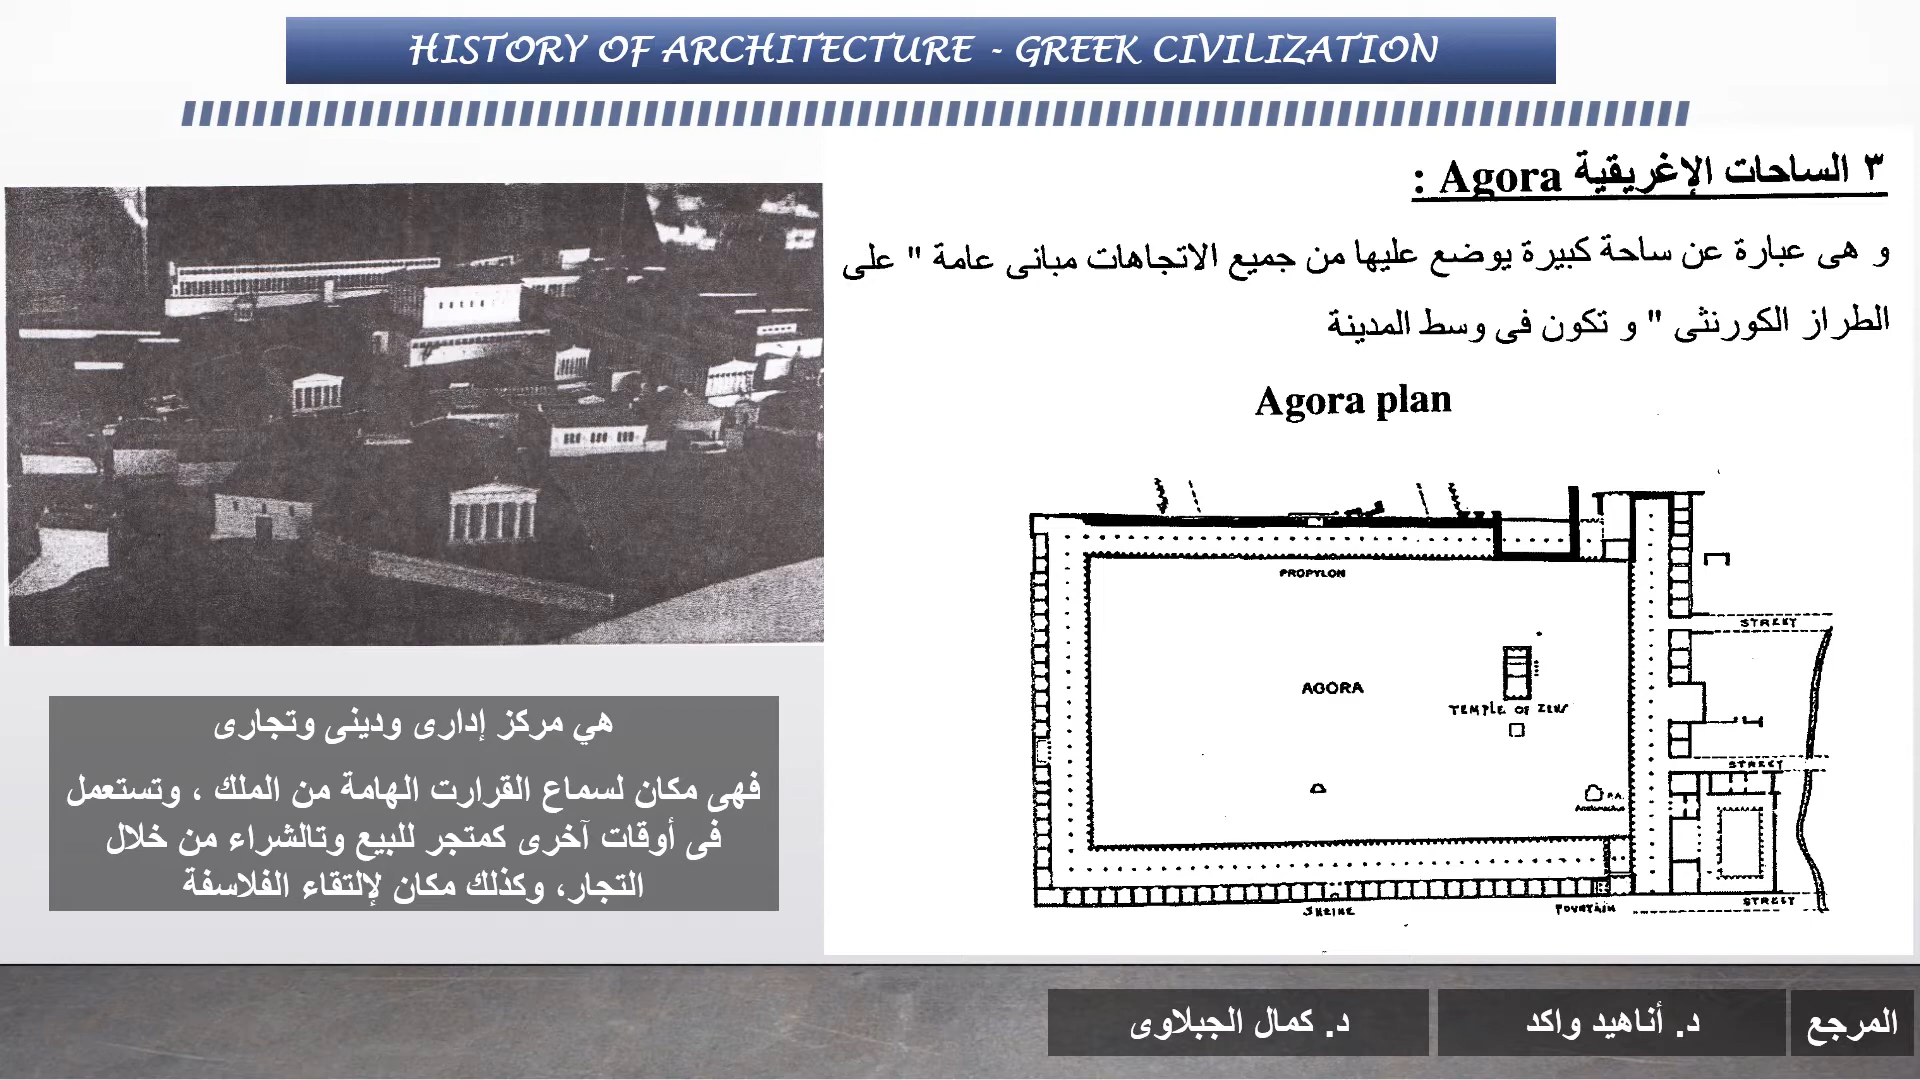 HISTORY OF ARCHITECTURE - GREEK CIVILIZATION
٣ الساحات الإغريقية Agora :
و هى عبارة عن ساحة كبيرة يوضع عليها من جميع الاتجاهات مبانى عامة " على
الطراز الكورنثى " و تكون فى وسط المدينة
Agora plan
PROPYLON
STREET
AGORA
TEMPLE OF ZEUS
STREET
STREET
SHRINE
FOUNTAIN
هي مركز إدارى ودينى وتجارى
فهى مكان لسماع القرارت الهامة من الملك ، وتستعمل
فى أوقات آخرى كمتجر للبيع وتالشراء من خلال
التجار، وكذلك مكان لإلتقاء الفلاسفة
المرجع
د. أناهيد واكد
د. كمال الجبلاوى